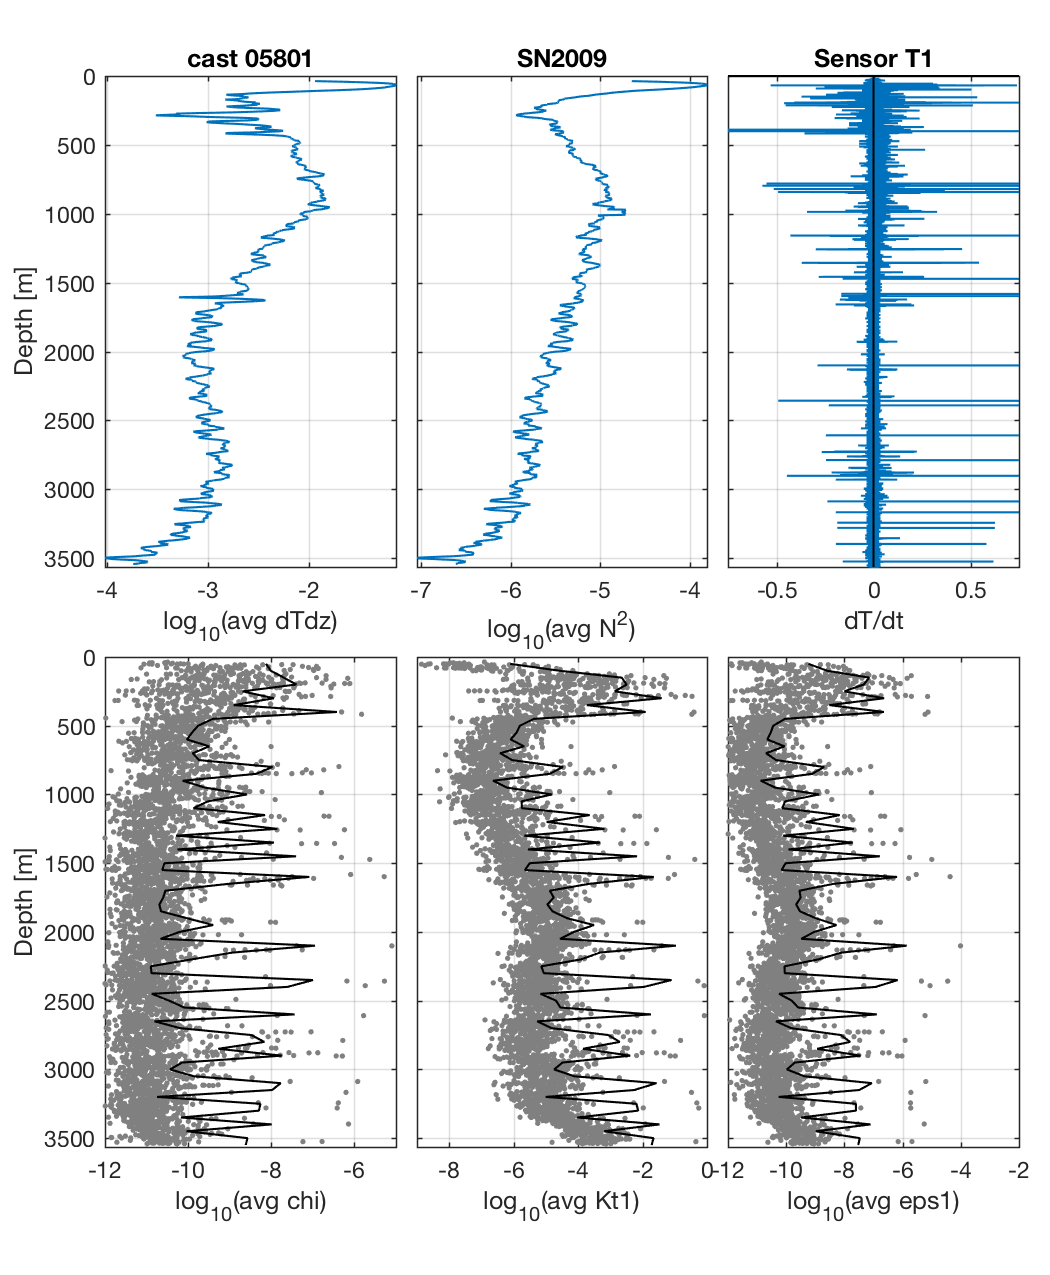 cast 05801 SN2009 Sensor T1
0
500
1000
1500
2000
2500
3000
3500
Depth [m]
-4 -3 -2 -7 -6 -5 -4 -0.5 0 0.5
log10(avg dTdz) log10(avg N2) dT/dt
0
500
1000
1500
2000
2500
3000
3500
Depth [m]
-12 -10 -8 -6 -8 -6 -4 -2 0 -12 -10 -8 -6 -4 -2
log10(avg chi) log10(avg Kt1) log10(avg eps1)